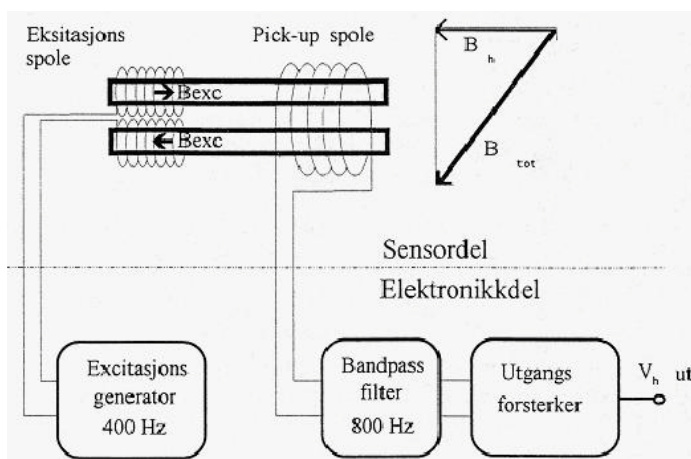 Eksitasjons
spole
Pick-up spole
B
h
Bexc
Bexc
B
tot
Sensordel
Elektronikkdel
Excitasjons
generator
400 Hz
Bandpass
filter
800 Hz
Utgangs
forsterker
V h ut